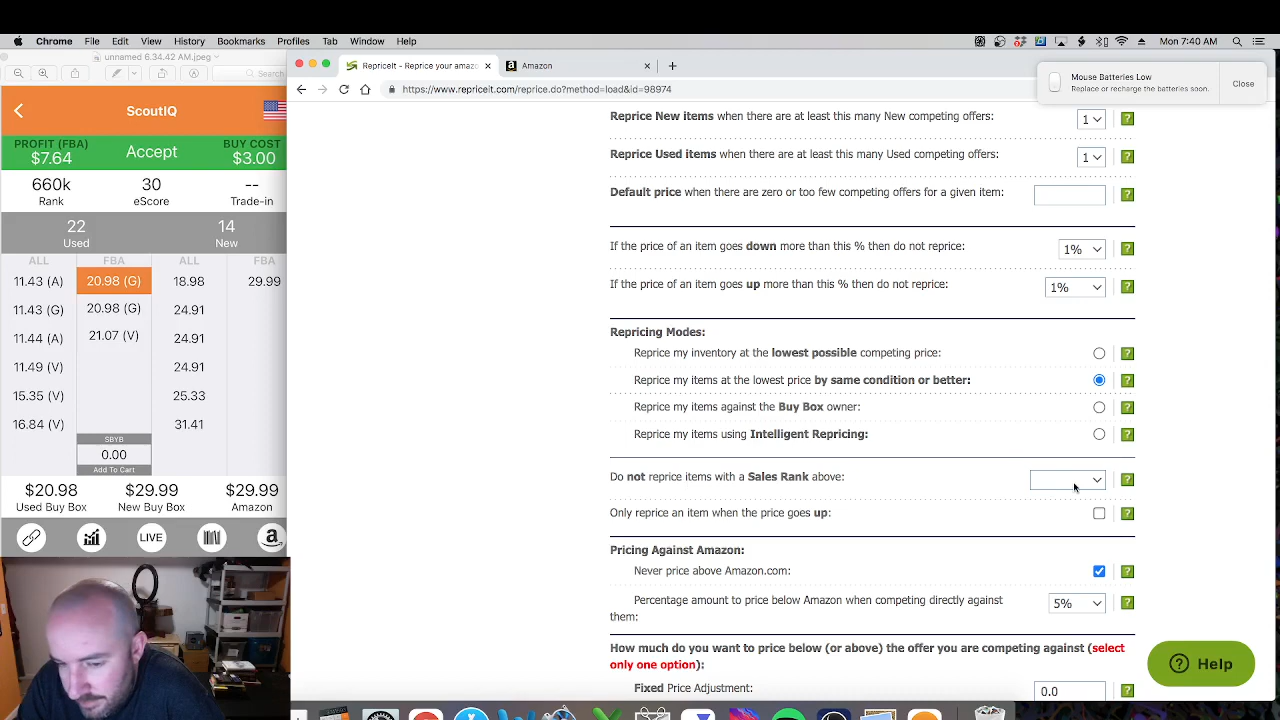 Chrome File Edit View History Bookmarks Profiles Tab Window Help
Mon 7:40 AM
unnamed 6.34.42 AM.jpeg
Search
RepriceIt - Reprice your amazo
Amazon
https://www.repriceit.com/reprice.do?method=load&id=98974
Mouse Batteries Low
Replace or recharge the batteries soon.
Close
ScoutIQ
PROFIT (FBA) Accept BUY COST
$7.64 $3.00
660k 30 --
Rank eScore Trade-in
22 14
Used New
ALL FBA ALL FBA
11.43 (A) 20.98 (G) 18.98 29.99
11.43 (G) 20.98 (G) 24.91
11.44 (A) 21.07 (V) 24.91
11.49 (V) 24.91
15.35 (V) 25.33
16.84 (V) 31.41
SBYB
0.00
Add To Cart
$20.98 $29.99 $29.99
Used Buy Box New Buy Box Amazon
LIVE
Reprice New items when there are at least this many New competing offers: 1 ?
Reprice Used items when there are at least this many Used competing offers: 1 ?
Default price when there are zero or too few competing offers for a given item: ?
If the price of an item goes down more than this % then do not reprice: 1% ?
If the price of an item goes up more than this % then do not reprice: 1% ?
Repricing Modes:
Reprice my inventory at the lowest possible competing price: ?
Reprice my items at the lowest price by same condition or better: ?
Reprice my items against the Buy Box owner: ?
Reprice my items using Intelligent Repricing: ?
Do not reprice items with a Sales Rank above: ?
Only reprice an item when the price goes up: ?
Pricing Against Amazon:
Never price above Amazon.com: ?
Percentage amount to price below Amazon when competing directly against 5% ?
them:
How much do you want to price below (or above) the offer you are competing against (select
only one option):
Fixed Price Adjustment: 0.0 ?
? Help